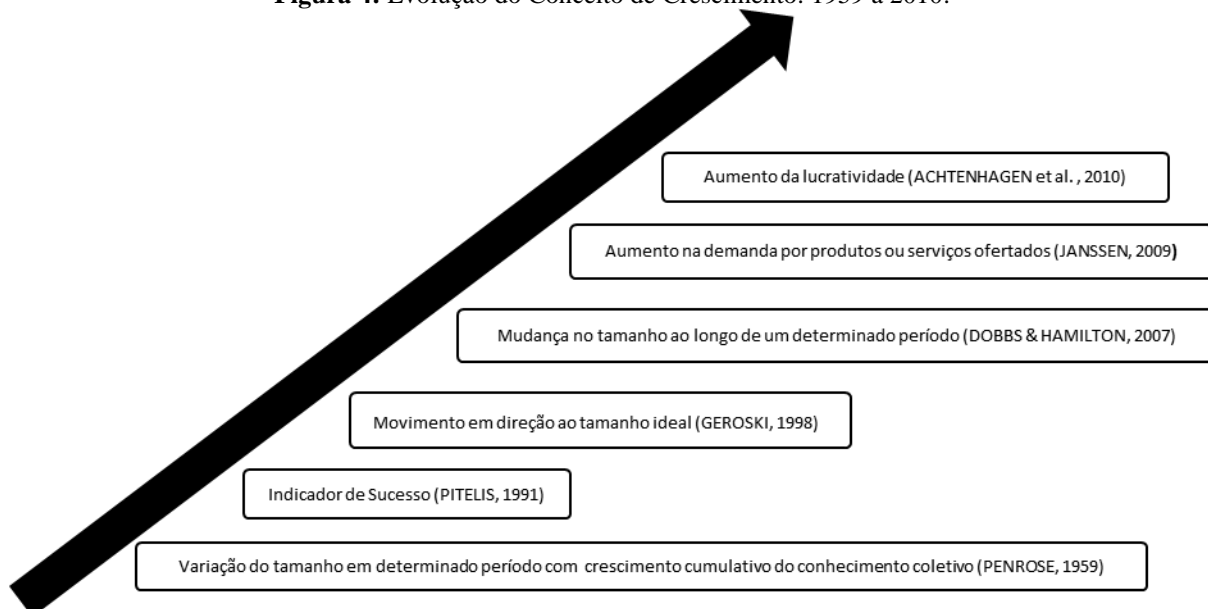 Figura 4. Evolução do Conceito de Crescimento. 1959 a 2010.
Aumento da lucratividade (ACHTENHAGEN et al. , 2010)
Aumento na demanda por produtos ou serviços ofertados (JANSSEN, 2009)
Mudança no tamanho ao longo de um determinado período (DOBBS & HAMILTON, 2007)
Movimento em direção ao tamanho ideal (GEROSKI, 1998)
Indicador de Sucesso (PITELIS, 1991)
Variação do tamanho em determinado período com crescimento cumulativo do conhecimento coletivo (PENROSE, 1959)